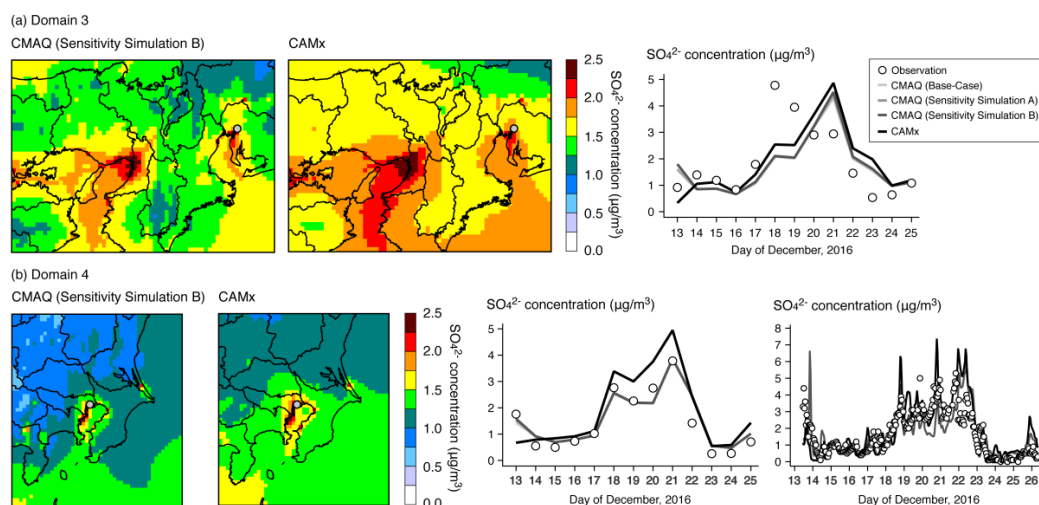 (a) Domain 3
CMAQ (Sensitivity Simulation B)
CAMx
2.5
2.0
1.5
1.0
0.5
0.0
SO₄²⁻ concentration (μg/m³)
SO₄²⁻ concentration (μg/m³)
5
4
3
2
1
0
13 14 15 16 17 18 19 20 21 22 23 24 25
Day of December, 2016
Observation
CMAQ (Base-Case)
CMAQ (Sensitivity Simulation A)
CMAQ (Sensitivity Simulation B)
CAMx
(b) Domain 4
CMAQ (Sensitivity Simulation B)
CAMx
2.5
2.0
1.5
1.0
0.5
0.0
SO₄²⁻ concentration (μg/m³)
SO₄²⁻ concentration (μg/m³)
5
4
3
2
1
0
13 14 15 16 17 18 19 20 21 22 23 24 25
Day of December, 2016
SO₄²⁻ concentration (μg/m³)
8
7
6
5
4
3
2
1
0
13 14 15 16 17 18 19 20 21 22 23 24 25 26
Day of December, 2016